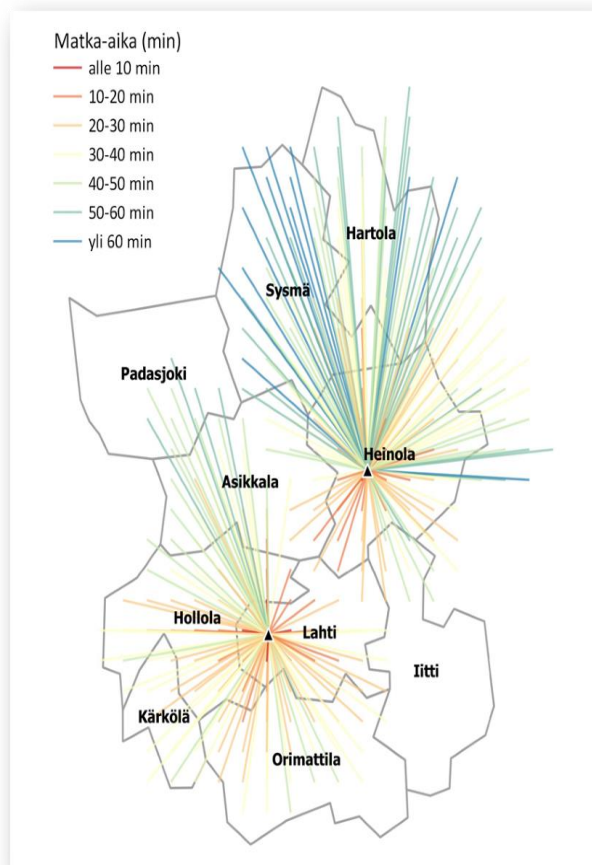 Matka-aika (min)
alle 10 min
10-20 min
20-30 min
30-40 min
40-50 min
50-60 min
yli 60 min
Hartola
Sysmä
Padasjoki
Heinola
Asikkala
Hollola
Lahti
Iitti
Kärkölä
Orimattila